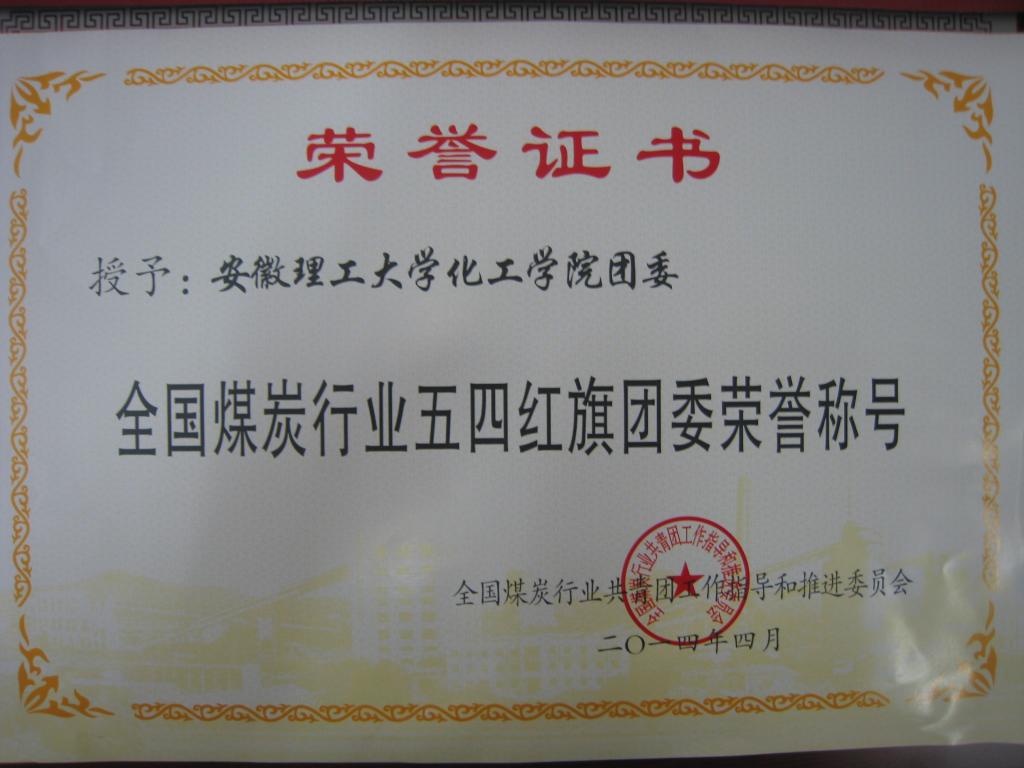 荣誉证书
授予：安徽理工大学化工学院团委
全国煤炭行业五四红旗团委荣誉称号
全国煤炭行业共青团工作指导和推进委员会
二〇一四年四月